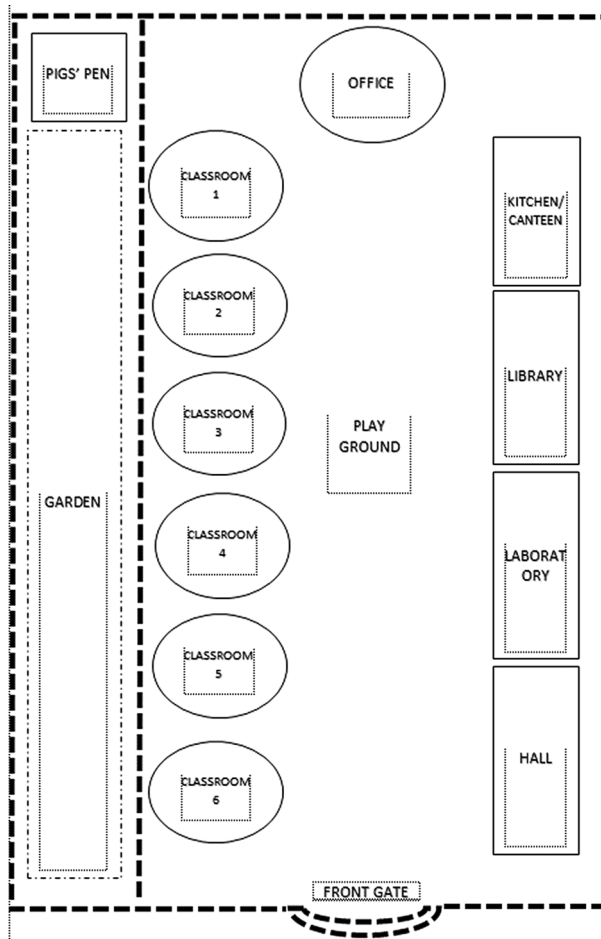 PIGS' PEN
OFFICE
CLASSROOM
1
KITCHEN/
CANTEEN
CLASSROOM
2
LIBRARY
CLASSROOM
3
PLAY
GROUND
GARDEN
CLASSROOM
4
LABORAT
ORY
CLASSROOM
5
HALL
CLASSROOM
6
FRONT GATE